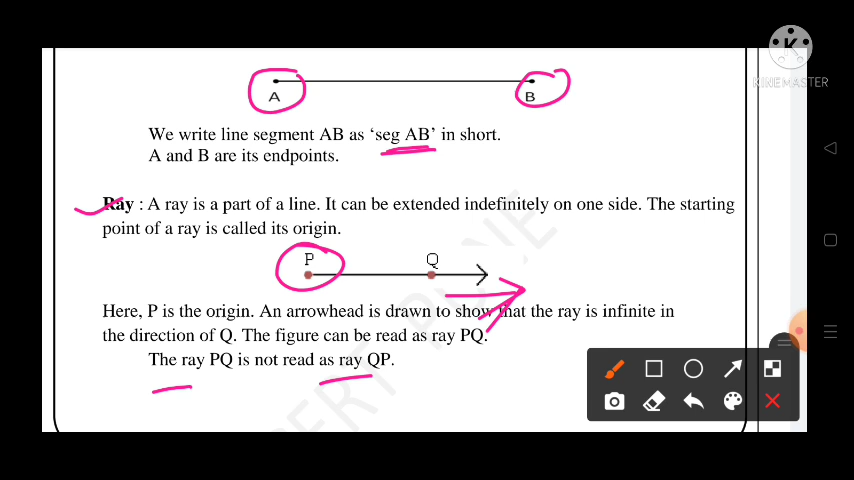 K
KINEMASTER
A B
We write line segment AB as ‘seg AB’ in short.
A and B are its endpoints.
Ray : A ray is a part of a line. It can be extended indefinitely on one side. The starting
point of a ray is called its origin.
P Q
Here, P is the origin. An arrowhead is drawn to show that the ray is infinite in
the direction of Q. The figure can be read as ray PQ.
The ray PQ is not read as ray QP.